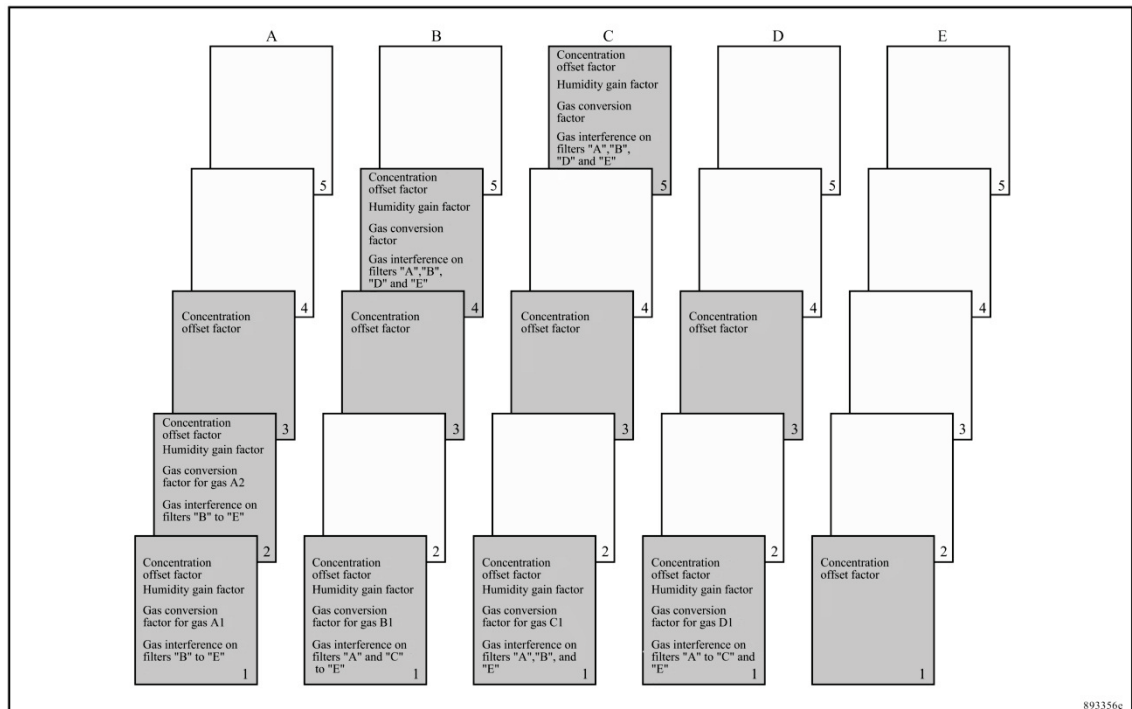 A
B
C
D
E
Concentration
offset factor
Humidity gain factor
Gas conversion
factor
Gas interference on
filters "A","B",
"D" and "E"
5
5
5
5
5
Concentration
offset factor
Humidity gain factor
Gas conversion
factor
Gas interference on
filters "A","B",
"D" and "E"
4
4
4
4
4
Concentration
offset factor
3
Concentration
offset factor
3
Concentration
offset factor
3
Concentration
offset factor
3
3
Concentration
offset factor
Humidity gain factor
Gas conversion
factor for gas A2
Gas interference on
filters "B" to "E"
2
2
2
2
2
Concentration
offset factor
Humidity gain factor
Gas conversion
factor for gas A1
Gas interference on
filters "B" to "E"
1
Concentration
offset factor
Humidity gain factor
Gas conversion
factor for gas B1
Gas interference on
filters "A" and "C"
to "E"
1
Concentration
offset factor
Humidity gain factor
Gas conversion
factor for gas C1
Gas interference on
filters "A","B", and
"E"
1
Concentration
offset factor
Humidity gain factor
Gas conversion
factor for gas D1
Gas interference on
filters "A" to "C" and
"E"
1
Concentration
offset factor
1
893356e